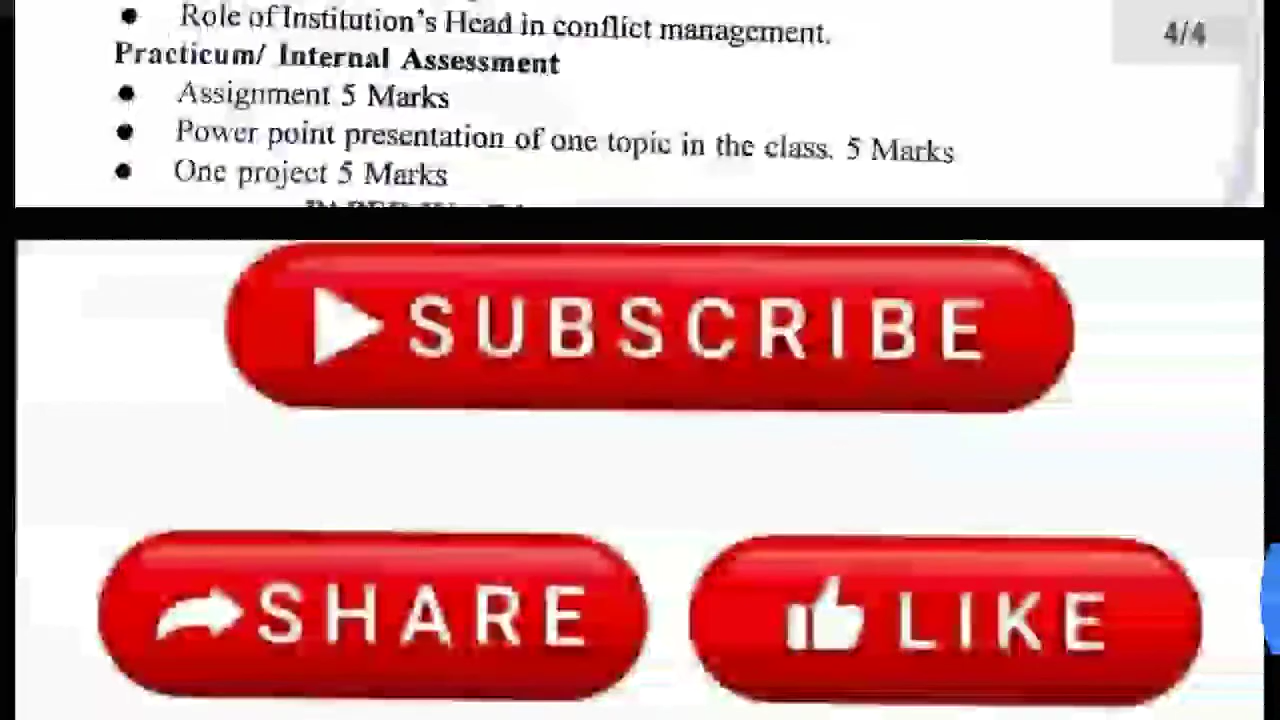 ● Role of Institution's Head in conflict management.
4/4
Practicum/ Internal Assessment
● Assignment 5 Marks
● Power point presentation of one topic in the class. 5 Marks
● One project 5 Marks
SUBSCRIBE
SHARE
LIKE